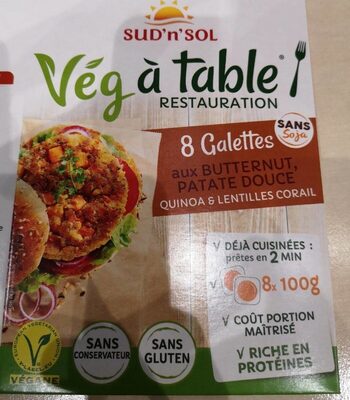 SUD'n'SOL
Vég à table®
RESTAURATION
8 Galettes
SANS
Soja
aux BUTTERNUT,
PATATE DOUCE
QUINOA & LENTILLES CORAIL
√ DÉJÀ CUISINÉES :
prêtes en 2 MIN
√ 8x 100g
√ COÛT PORTION
MAÎTRISÉ
√ RICHE EN
PROTÉINES
SANS
CONSERVATEUR
SANS
GLUTEN
VÉGANE